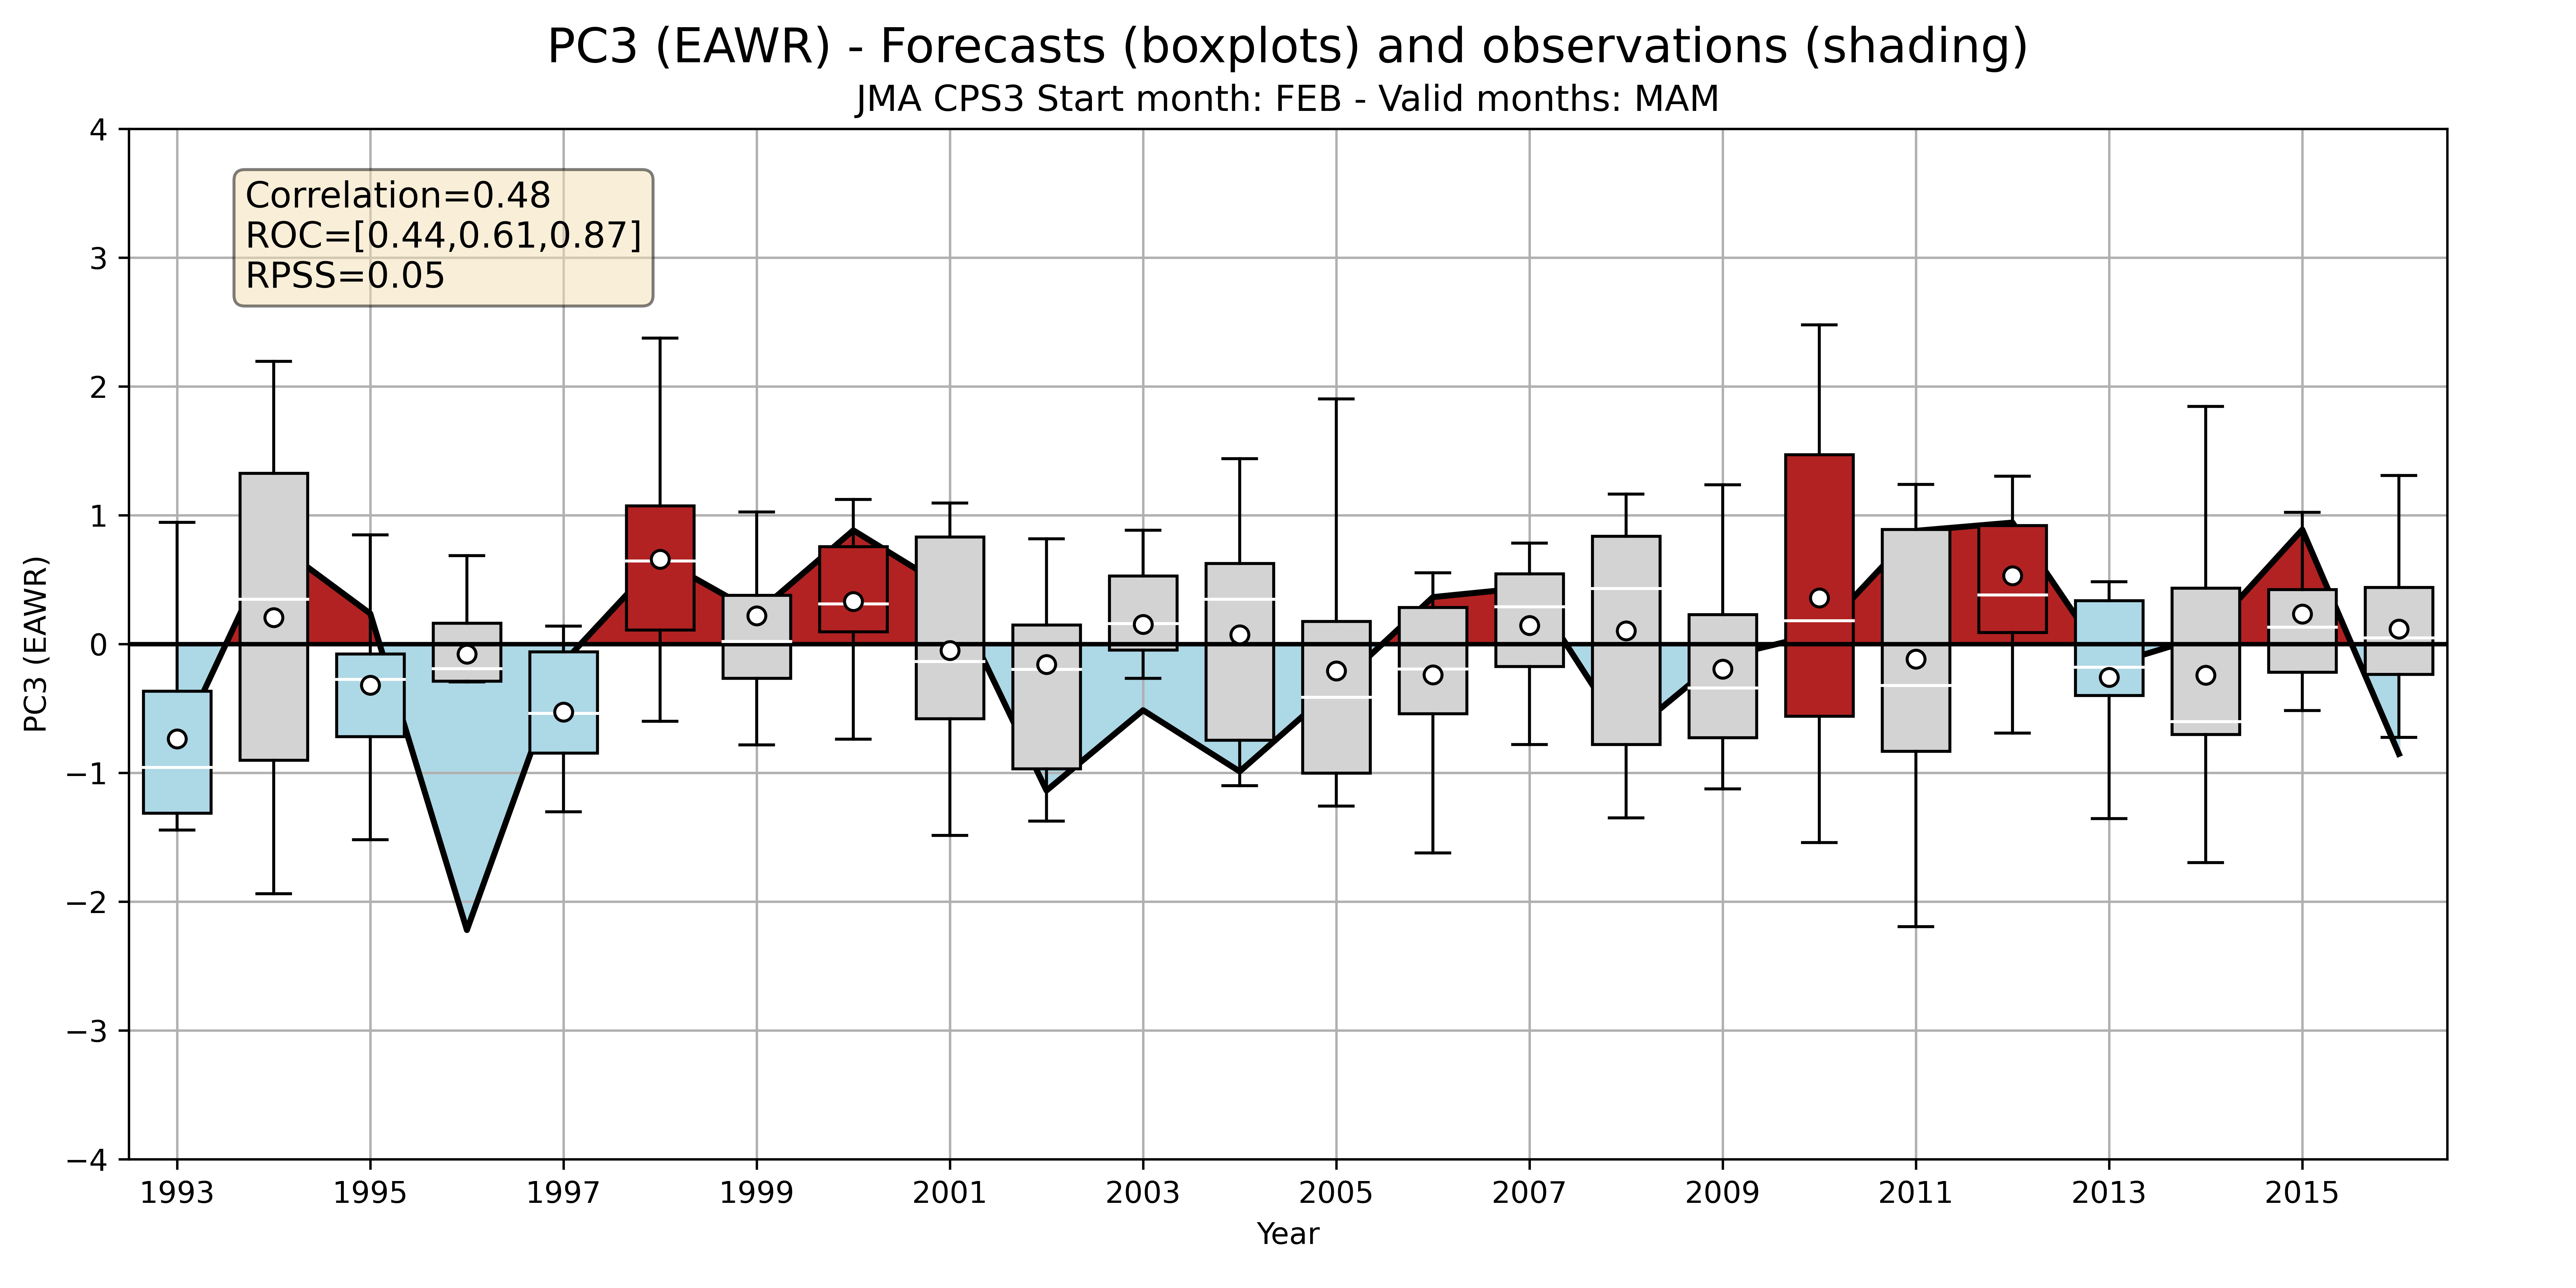 PC3 (EAWR) - Forecasts (boxplots) and observations (shading)
JMA CPS3 Start month: FEB - Valid months: MAM
Correlation=0.48
ROC=[0.44,0.61,0.87]
RPSS=0.05
PC3 (EAWR)
4
3
2
1
0
−1
−2
−3
−4
1993 1995 1997 1999 2001 2003 2005 2007 2009 2011 2013 2015
Year